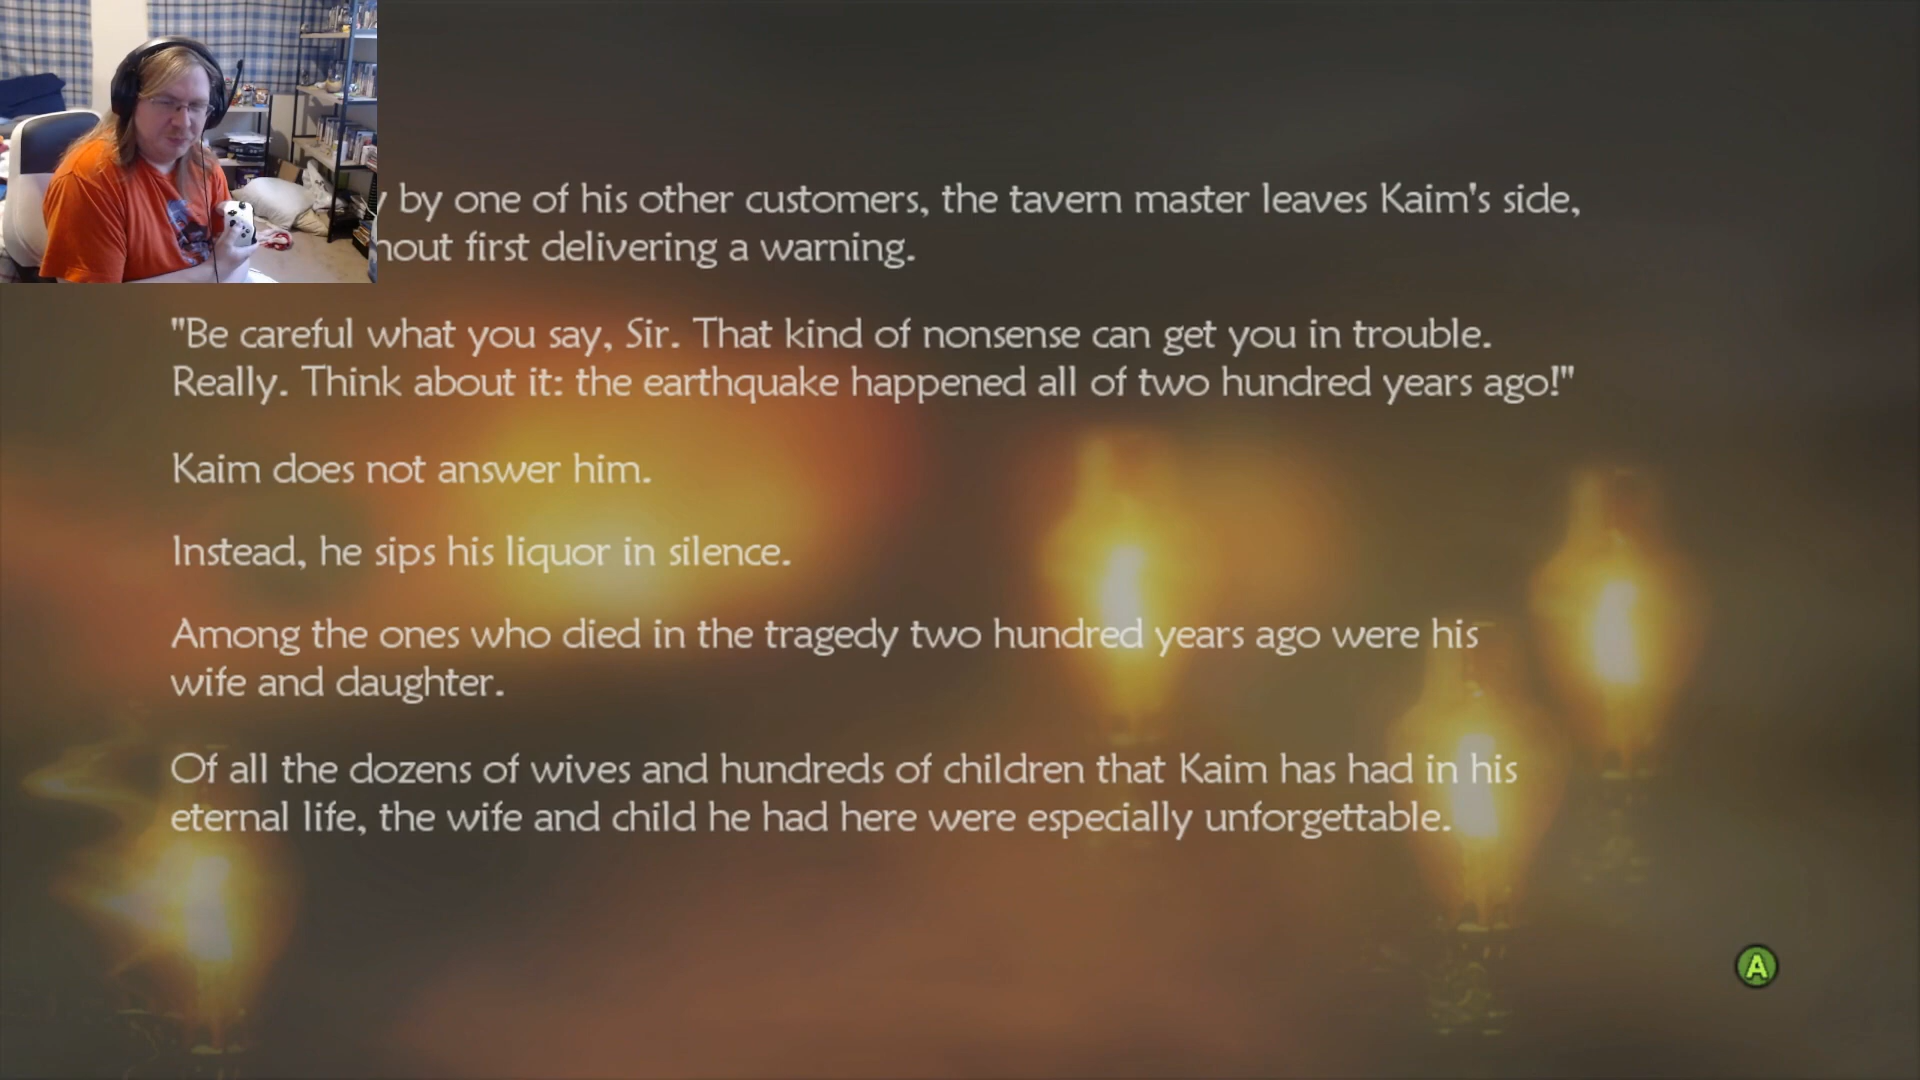 by one of his other customers, the tavern master leaves Kaim's side,
first delivering a warning.
"Be careful what you say, Sir. That kind of nonsense can get you in trouble.
Really. Think about it: the earthquake happened all of two hundred years ago!"
Kaim does not answer him.
Instead, he sips his liquor in silence.
Among the ones who died in the tragedy two hundred years ago were his
wife and daughter.
Of all the dozens of wives and hundreds of children that Kaim has had in his
eternal life, the wife and child he had here were especially unforgettable.
A